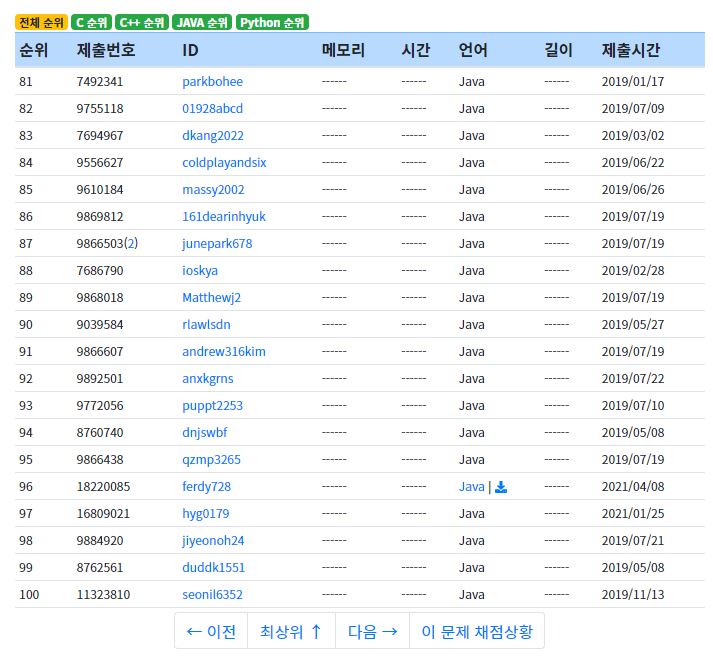 전체 순위 C 순위 C++ 순위 JAVA 순위 Python 순위
순위 제출번호 ID 메모리 시간 언어 길이 제출시간
81 7492341 parkbohee ------ ------ Java ------ 2019/01/17
82 9755118 01928abcd ------ ------ Java ------ 2019/07/09
83 7694967 dkang2022 ------ ------ Java ------ 2019/03/02
84 9556627 coldplayandsix ------ ------ Java ------ 2019/06/22
85 9610184 massy2002 ------ ------ Java ------ 2019/06/26
86 9869812 161dearinhyuk ------ ------ Java ------ 2019/07/19
87 9866503(2) junepark678 ------ ------ Java ------ 2019/07/19
88 7686790 ioskya ------ ------ Java ------ 2019/02/28
89 9868018 Matthewj2 ------ ------ Java ------ 2019/07/19
90 9039584 rlawlsdn ------ ------ Java ------ 2019/05/27
91 9866607 andrew316kim ------ ------ Java ------ 2019/07/19
92 9892501 anxkgrns ------ ------ Java ------ 2019/07/22
93 9772056 puppt2253 ------ ------ Java ------ 2019/07/10
94 8760740 dnjswbf ------ ------ Java ------ 2019/05/08
95 9866438 qzmp3265 ------ ------ Java ------ 2019/07/19
96 18220085 ferdy728 ------ ------ Java | ------ 2021/04/08
97 16809021 hyg0179 ------ ------ Java ------ 2021/01/25
98 9884920 jiyeonoh24 ------ ------ Java ------ 2019/07/21
99 8762561 duddk1551 ------ ------ Java ------ 2019/05/08
100 11323810 seonil6352 ------ ------ Java ------ 2019/11/13
← 이전 최상위 ↑ 다음 → 이 문제 채점상황